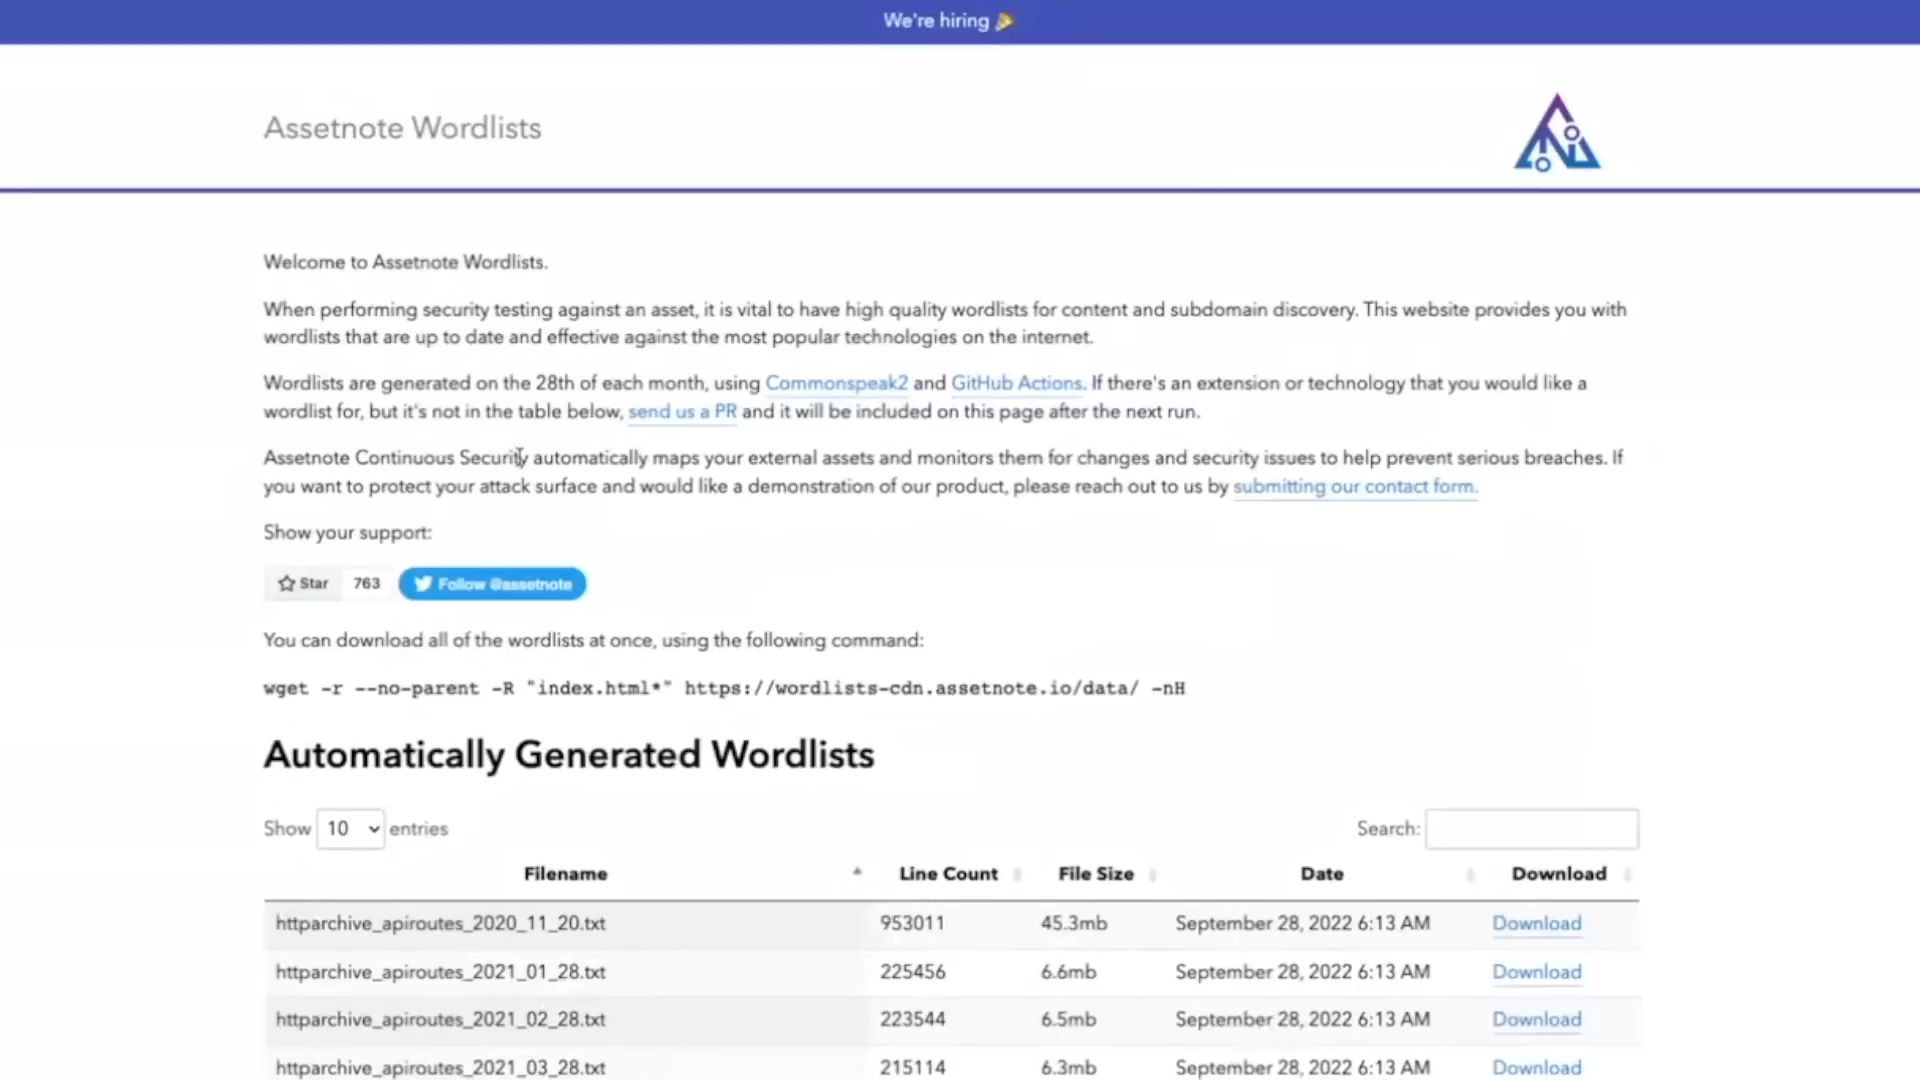 We're hiring 🎉
Assetnote Wordlists
Welcome to Assetnote Wordlists.
When performing security testing against an asset, it is vital to have high quality wordlists for content and subdomain discovery. This website provides you with
wordlists that are up to date and effective against the most popular technologies on the internet.
Wordlists are generated on the 28th of each month, using Commonspeak2 and GitHub Actions. If there's an extension or technology that you would like a
wordlist for, but it's not in the table below, send us a PR and it will be included on this page after the next run.
Assetnote Continuous Security automatically maps your external assets and monitors them for changes and security issues to help prevent serious breaches. If
you want to protect your attack surface and would like a demonstration of our product, please reach out to us by submitting our contact form.
Show your support:
Star 763 Follow @assetnote
You can download all of the wordlists at once, using the following command:
wget -r --no-parent -R "index.html*" https://wordlists-cdn.assetnote.io/data/ -nH
Automatically Generated Wordlists
Show 10 entries Search:
Filename Line Count File Size Date Download
httparchive_apiroutes_2020_11_20.txt 953011 45.3mb September 28, 2022 6:13 AM Download
httparchive_apiroutes_2021_01_28.txt 225456 6.6mb September 28, 2022 6:13 AM Download
httparchive_apiroutes_2021_02_28.txt 223544 6.5mb September 28, 2022 6:13 AM Download
httparchive_apiroutes_2021_03_28.txt 215114 6.3mb September 28, 2022 6:13 AM Download